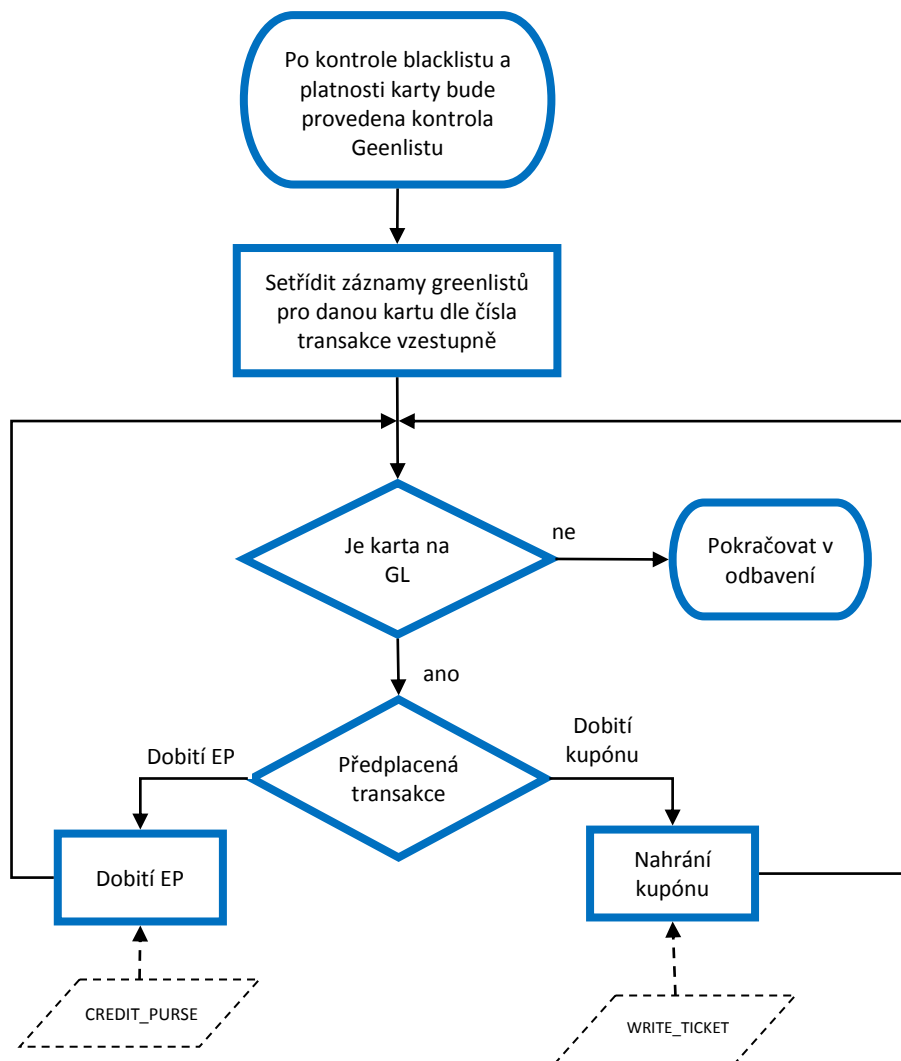 Po kontrole blacklistu a
platnosti karty bude
provedena kontrola
Geenlistu
Setřídit záznamy greenlistů
pro danou kartu dle čísla
transakce vzestupně
Je karta na
GL
ne
Pokračovat v
odbavení
ano
Dobití EP
Předplacená
transakce
Dobití
kupónu
Dobití EP
Nahrání
kupónu
CREDIT_PURSE
WRITE_TICKET